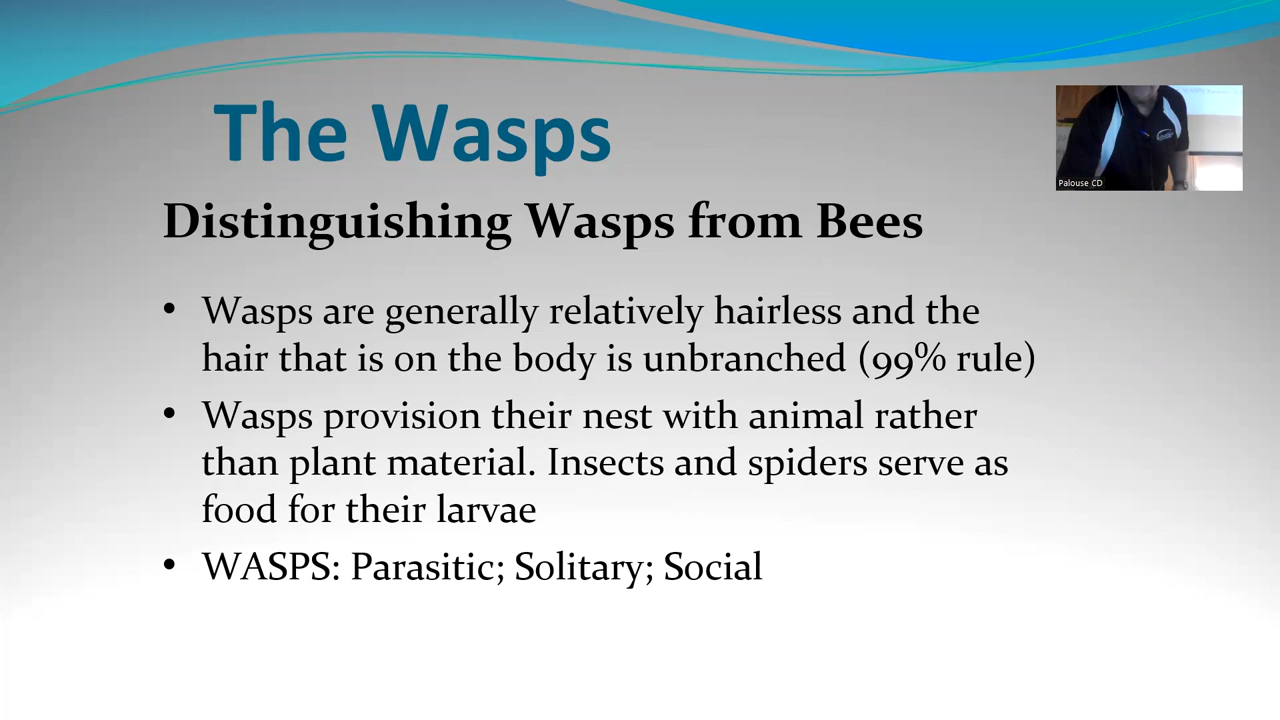 The Wasps
Palouse CD
Distinguishing Wasps from Bees
• Wasps are generally relatively hairless and the
hair that is on the body is unbranched (99% rule)
• Wasps provision their nest with animal rather
than plant material. Insects and spiders serve as
food for their larvae
• WASPS: Parasitic; Solitary; Social